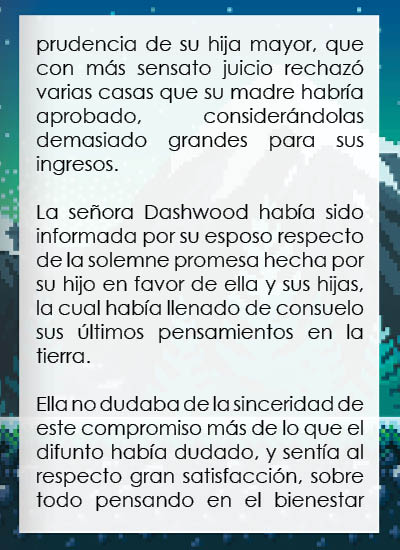 prudencia de su hija mayor, que
con más sensato juicio rechazó
varias casas que su madre habría
aprobado, considerándolas
demasiado grandes para sus
ingresos.
La señora Dashwood había sido
informada por su esposo respecto
de la solemne promesa hecha por
su hijo en favor de ella y sus hijas,
la cual había llenado de consuelo
sus últimos pensamientos en la
tierra.
Ella no dudaba de la sinceridad de
este compromiso más de lo que el
difunto había dudado, y sentía al
respecto gran satisfacción, sobre
todo pensando en el bienestar